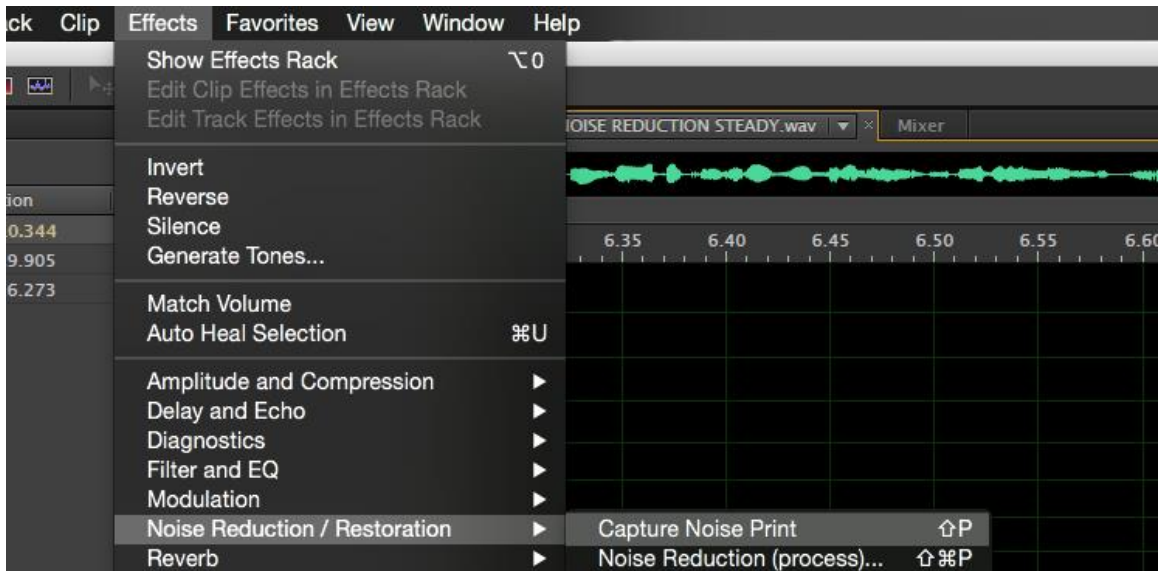 ck Clip Effects Favorites View Window Help
Show Effects Rack ⌥0
Edit Clip Effects in Effects Rack
Edit Track Effects in Effects Rack
OISE REDUCTION STEADY.wav ▼ × Mixer
Invert
Reverse
Silence
Generate Tones...
tion
0.344
9.905
6.273
6.35 6.40 6.45 6.50 6.55 6.60
Match Volume
Auto Heal Selection ⌘U
Amplitude and Compression ▶
Delay and Echo ▶
Diagnostics ▶
Filter and EQ ▶
Modulation ▶
Noise Reduction / Restoration ▶
Reverb ▶
Capture Noise Print ⇧P
Noise Reduction (process)... ⇧⌘P